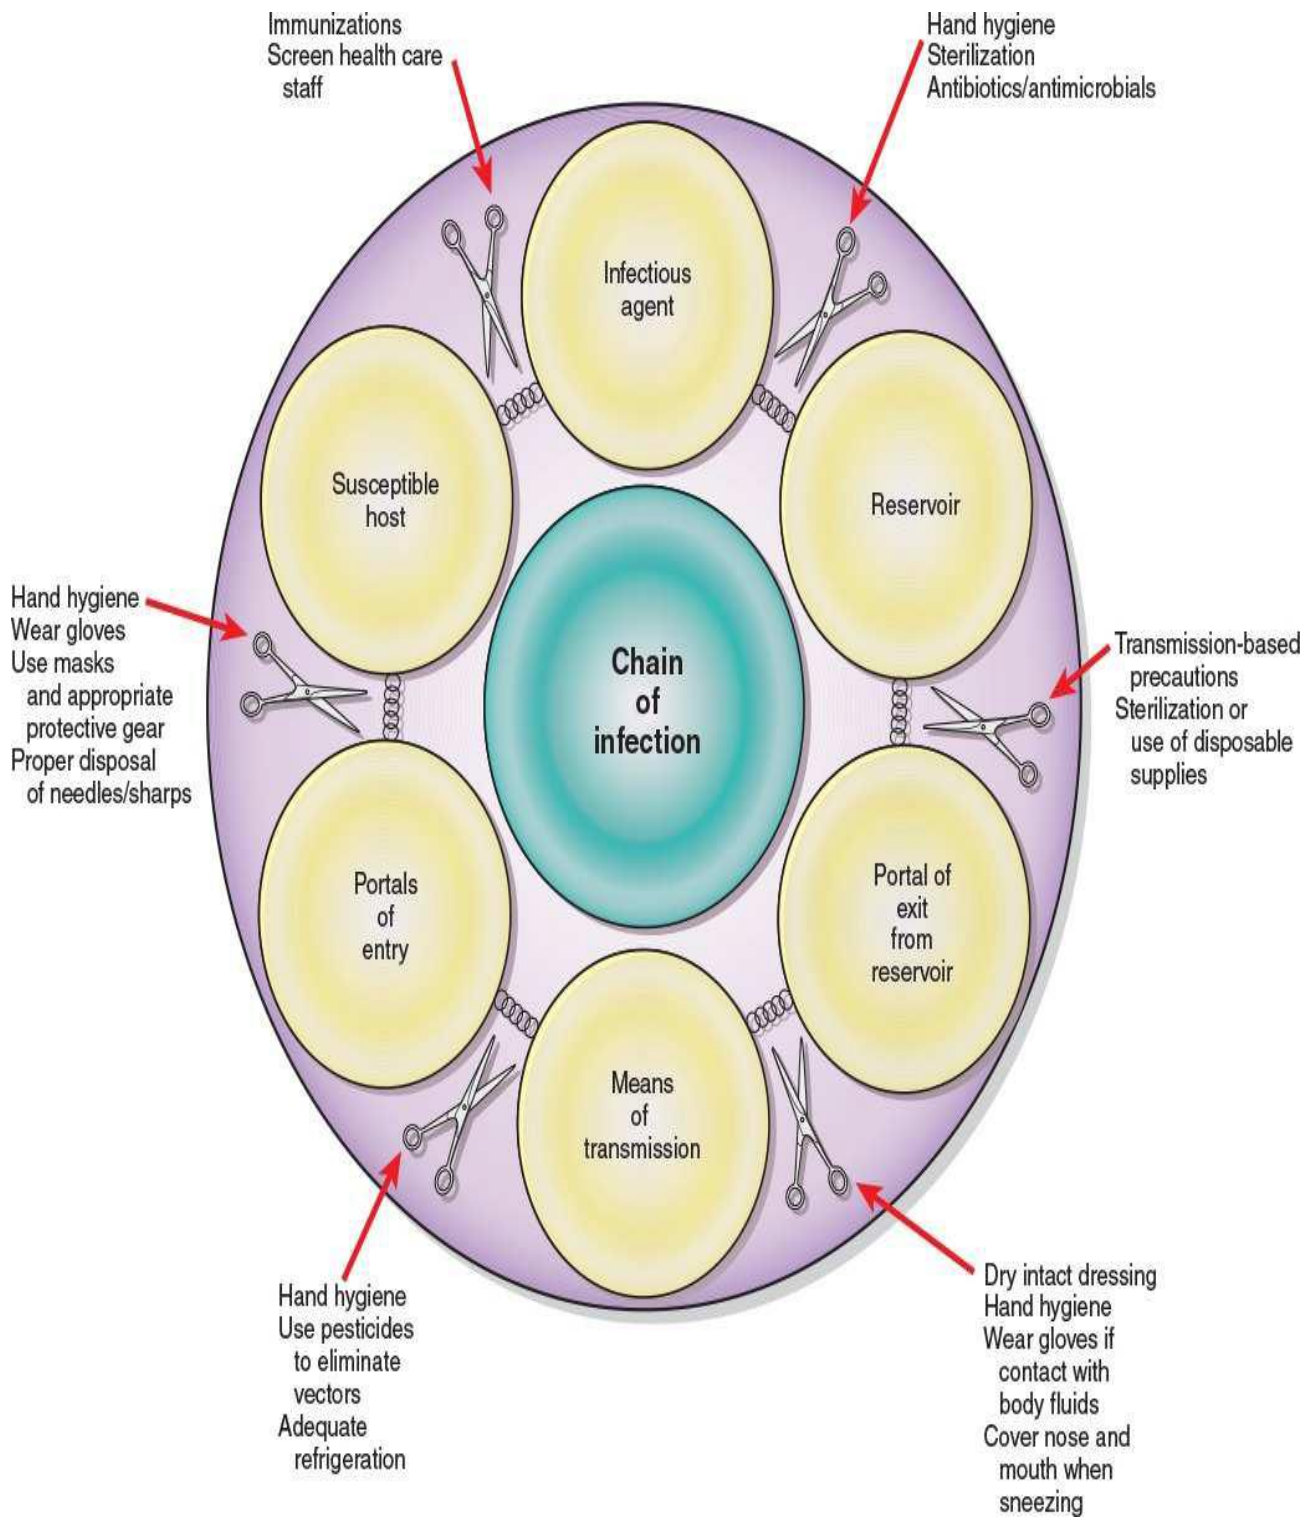 Immunizations
Screen health care
staff
Hand hygiene
Sterilization
Antibiotics/antimicrobials
Infectious
agent
Susceptible
host
Reservoir
Hand hygiene
Wear gloves
Use masks
and appropriate
protective gear
Proper disposal
of needles/sharps
Chain
of
infection
Transmission-based
precautions
Sterilization or
use of disposable
supplies
Portals
of
entry
Portal of
exit
from
reservoir
Means
of
transmission
Hand hygiene
Use pesticides
to eliminate
vectors
Adequate
refrigeration
Dry intact dressing
Hand hygiene
Wear gloves if
contact with
body fluids
Cover nose and
mouth when
sneezing